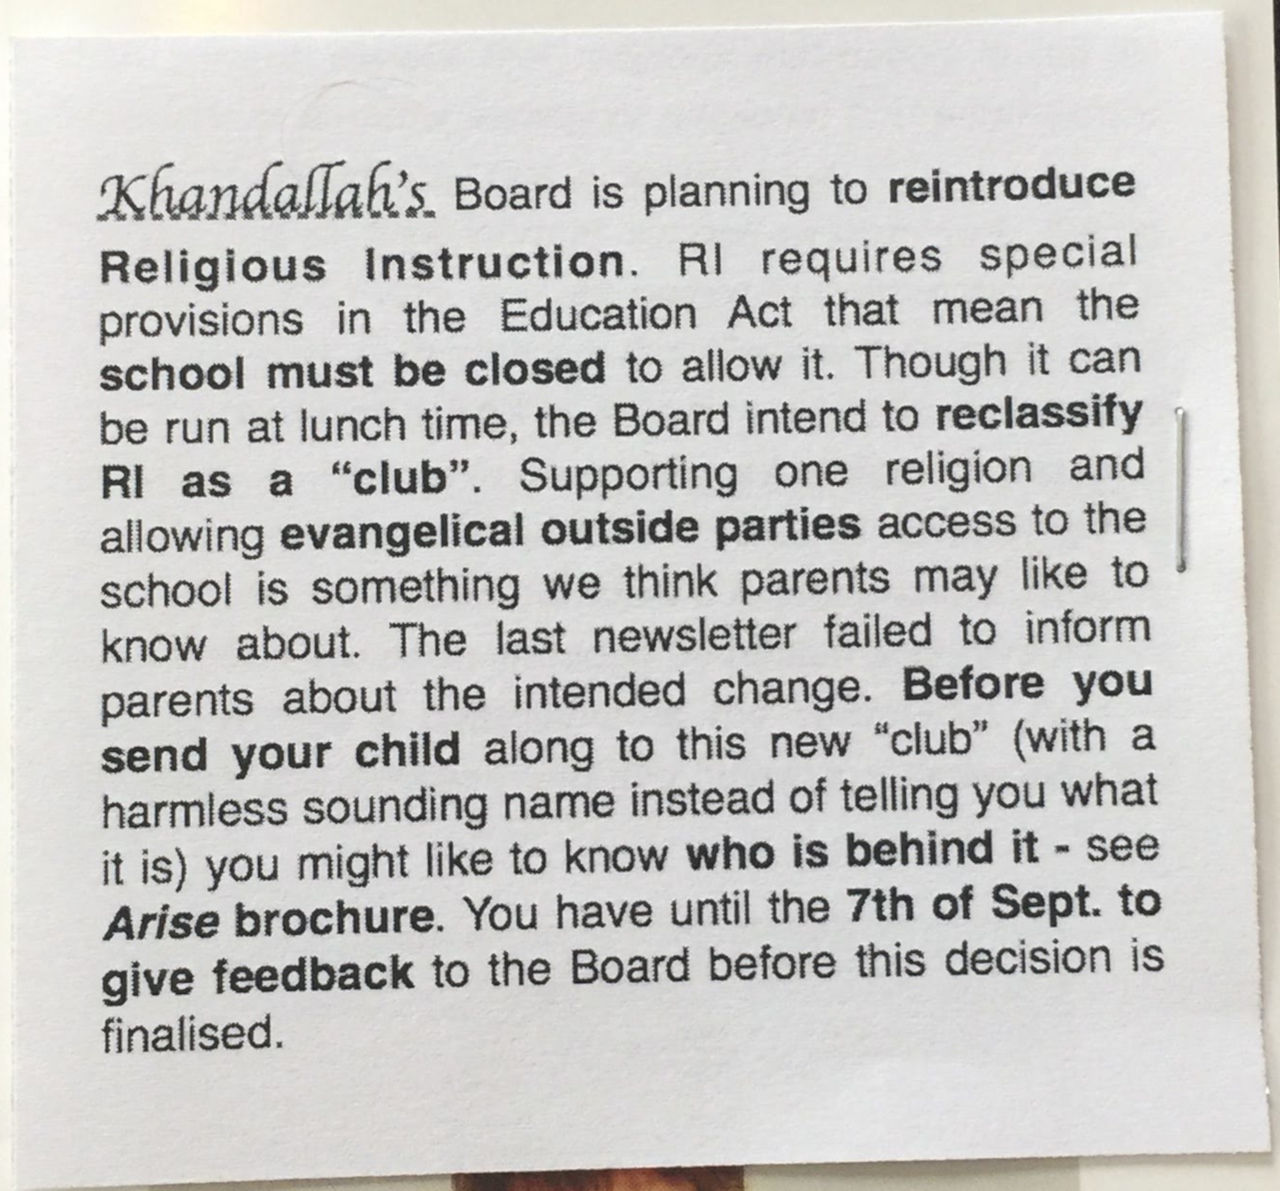 Khandallah's Board is planning to reintroduce
Religious Instruction. RI requires special
provisions in the Education Act that mean the
school must be closed to allow it. Though it can
be run at lunch time, the Board intend to reclassify
RI as a “club”. Supporting one religion and
allowing evangelical outside parties access to the
school is something we think parents may like to
know about. The last newsletter failed to inform
parents about the intended change. Before you
send your child along to this new “club” (with a
harmless sounding name instead of telling you what
it is) you might like to know who is behind it - see
Arise brochure. You have until the 7th of Sept. to
give feedback to the Board before this decision is
finalised.